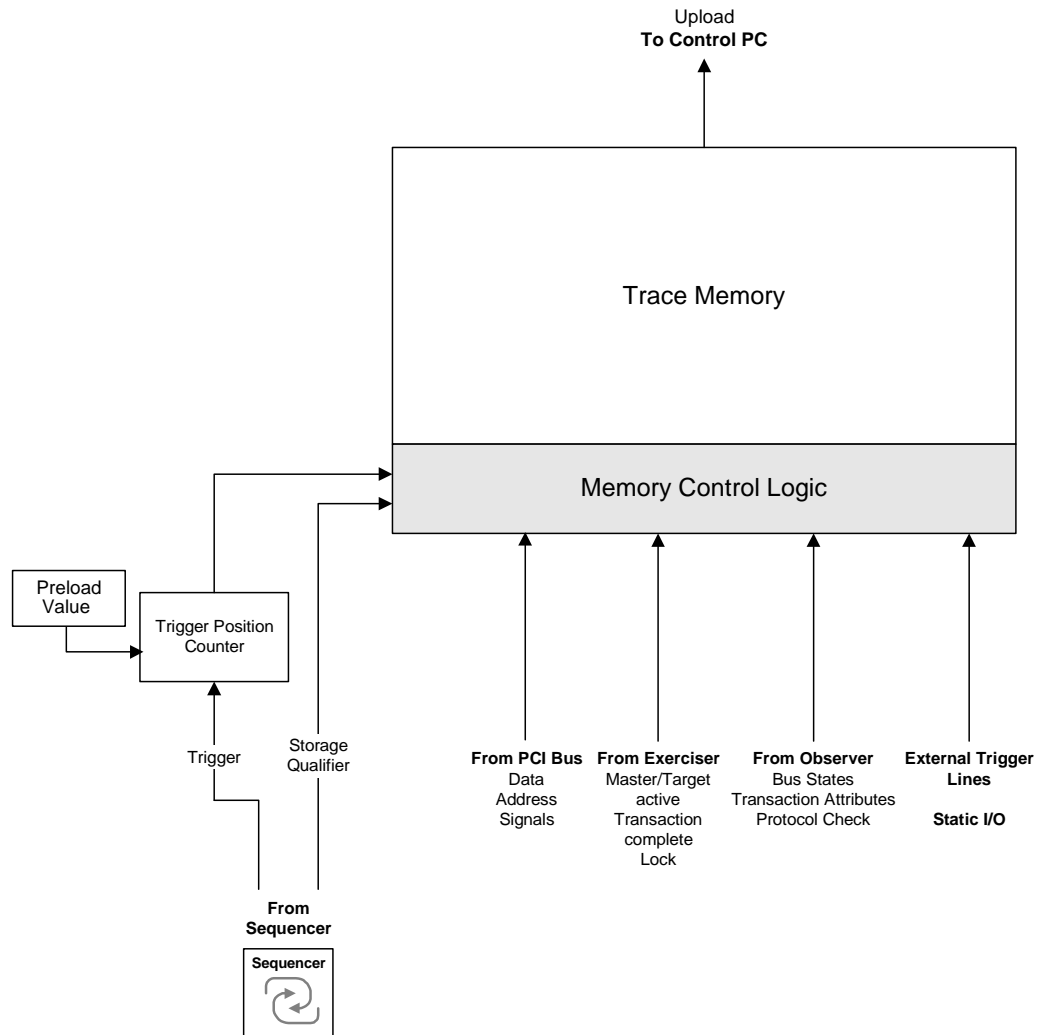 Upload
To Control PC
Trace Memory
Memory Control Logic
Preload
Value
Trigger Position
Counter
Trigger
Storage
Qualifier
From PCI Bus
Data
Address
Signals
From Exerciser
Master/Target
active
Transaction
complete
Lock
From Observer
Bus States
Transaction Attributes
Protocol Check
External Trigger
Lines
Static I/O
From
Sequencer
Sequencer